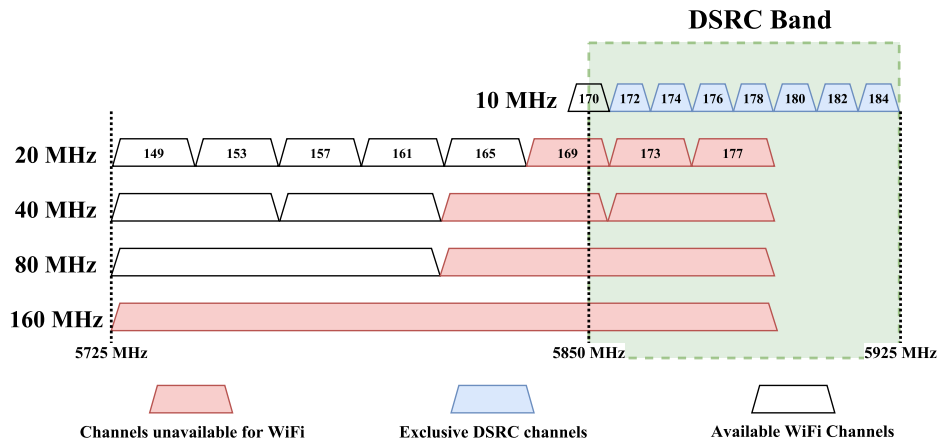 DSRC Band
10 MHz 170 172 174 176 178 180 182 184
20 MHz 149 153 157 161 165 169 173 177
40 MHz
80 MHz
160 MHz
5725 MHz 5850 MHz 5925 MHz
Channels unavailable for WiFi Exclusive DSRC channels Available WiFi Channels